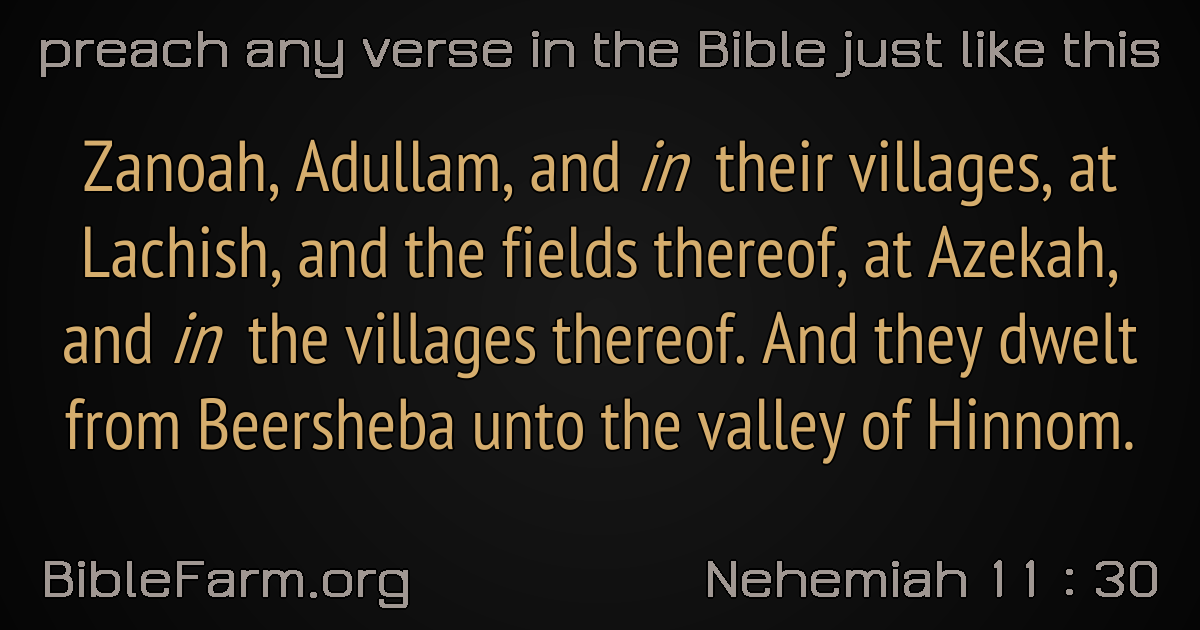 preach any verse in the Bible just like this
Zanoah, Adullam, and in their villages, at
Lachish, and the fields thereof, at Azekah,
and in the villages thereof. And they dwelt
from Beersheba unto the valley of Hinnom.
BibleFarm.org
Nehemiah 11 : 30